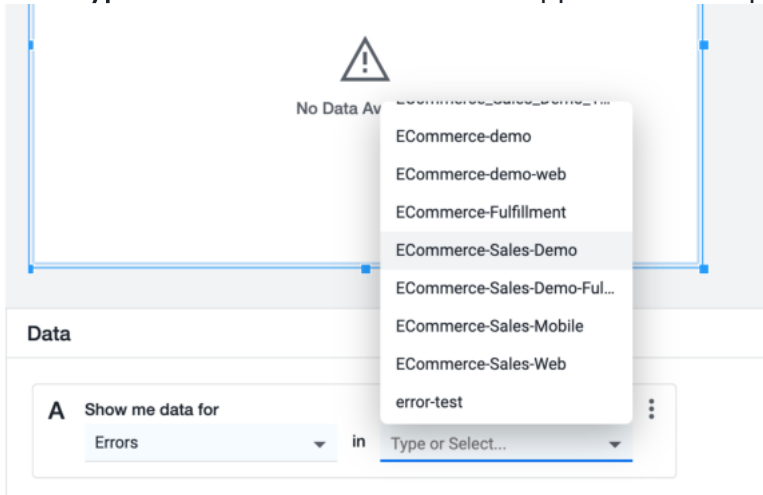 No Data Av
ECommerce-demo
ECommerce-demo-web
ECommerce-Fulfillment
ECommerce-Sales-Demo
ECommerce-Sales-Demo-Ful...
ECommerce-Sales-Mobile
ECommerce-Sales-Web
error-test
Data
A Show me data for
Errors in Type or Select...